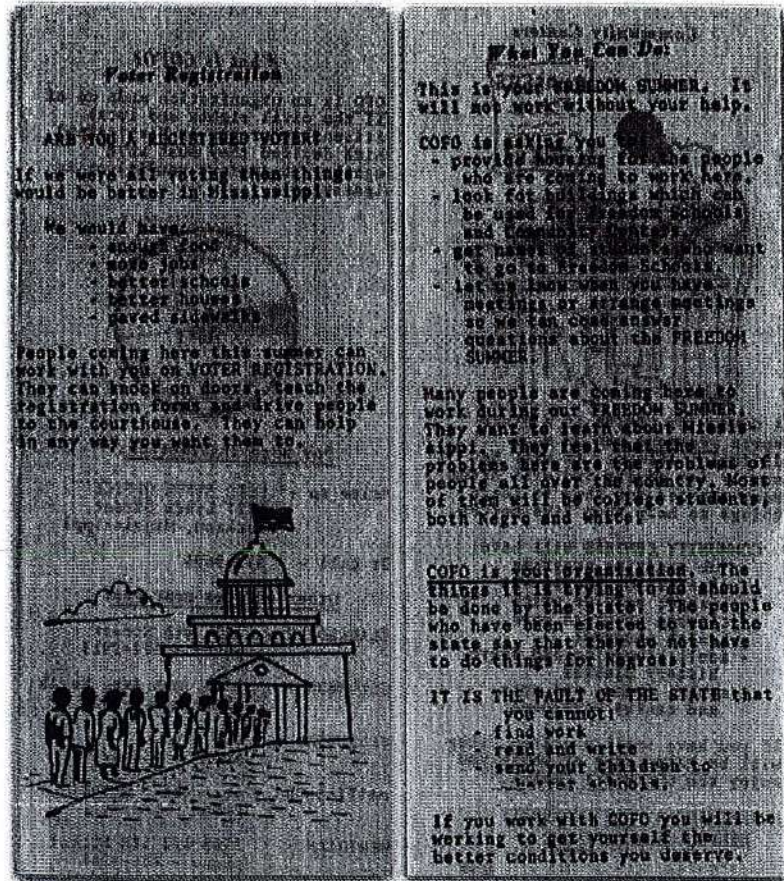 Voter Registration
ARE YOU A REGISTERED VOTER?
If we were all voting then things
would be better in Mississippi.
We would have:
- enough food
- more jobs
- better schools
- better houses
- paved sidewalks
People coming here this summer can
work with you on VOTER REGISTRATION.
They can knock on doors, teach the
registration forms and drive people
to the courthouse. They can help
in any way you want them to.
What You Can Do:
This is your FREEDOM SUMMER. It
will not work without your help.
COFO is asking you
- provide housing for the people
who are coming to work here.
- look for buildings which can
be used for Freedom Schools
and Community Centers.
- get names of students who want
to go to Freedom Schools.
- let us know when you have
meetings or arrange meetings
so we can come answer
questions about the FREEDOM
SUMMER.
Many people are coming here to
work during our FREEDOM SUMMER.
They want to learn about Missis-
sippi. They feel that the
problems here are the problems of
people all over the country. Most
of them will be college students,
both Negro and white.
COFO is your organization. The
things it is trying to do should
be done by the state. The people
who have been elected to run the
state say that they do not have
to do things for Negroes.
IT IS THE FAULT OF THE STATE that
you cannot:
- find work
- read and write
- send your children to
better schools.
If you work with COFO you will be
working to get yourself the
better conditions you deserve.